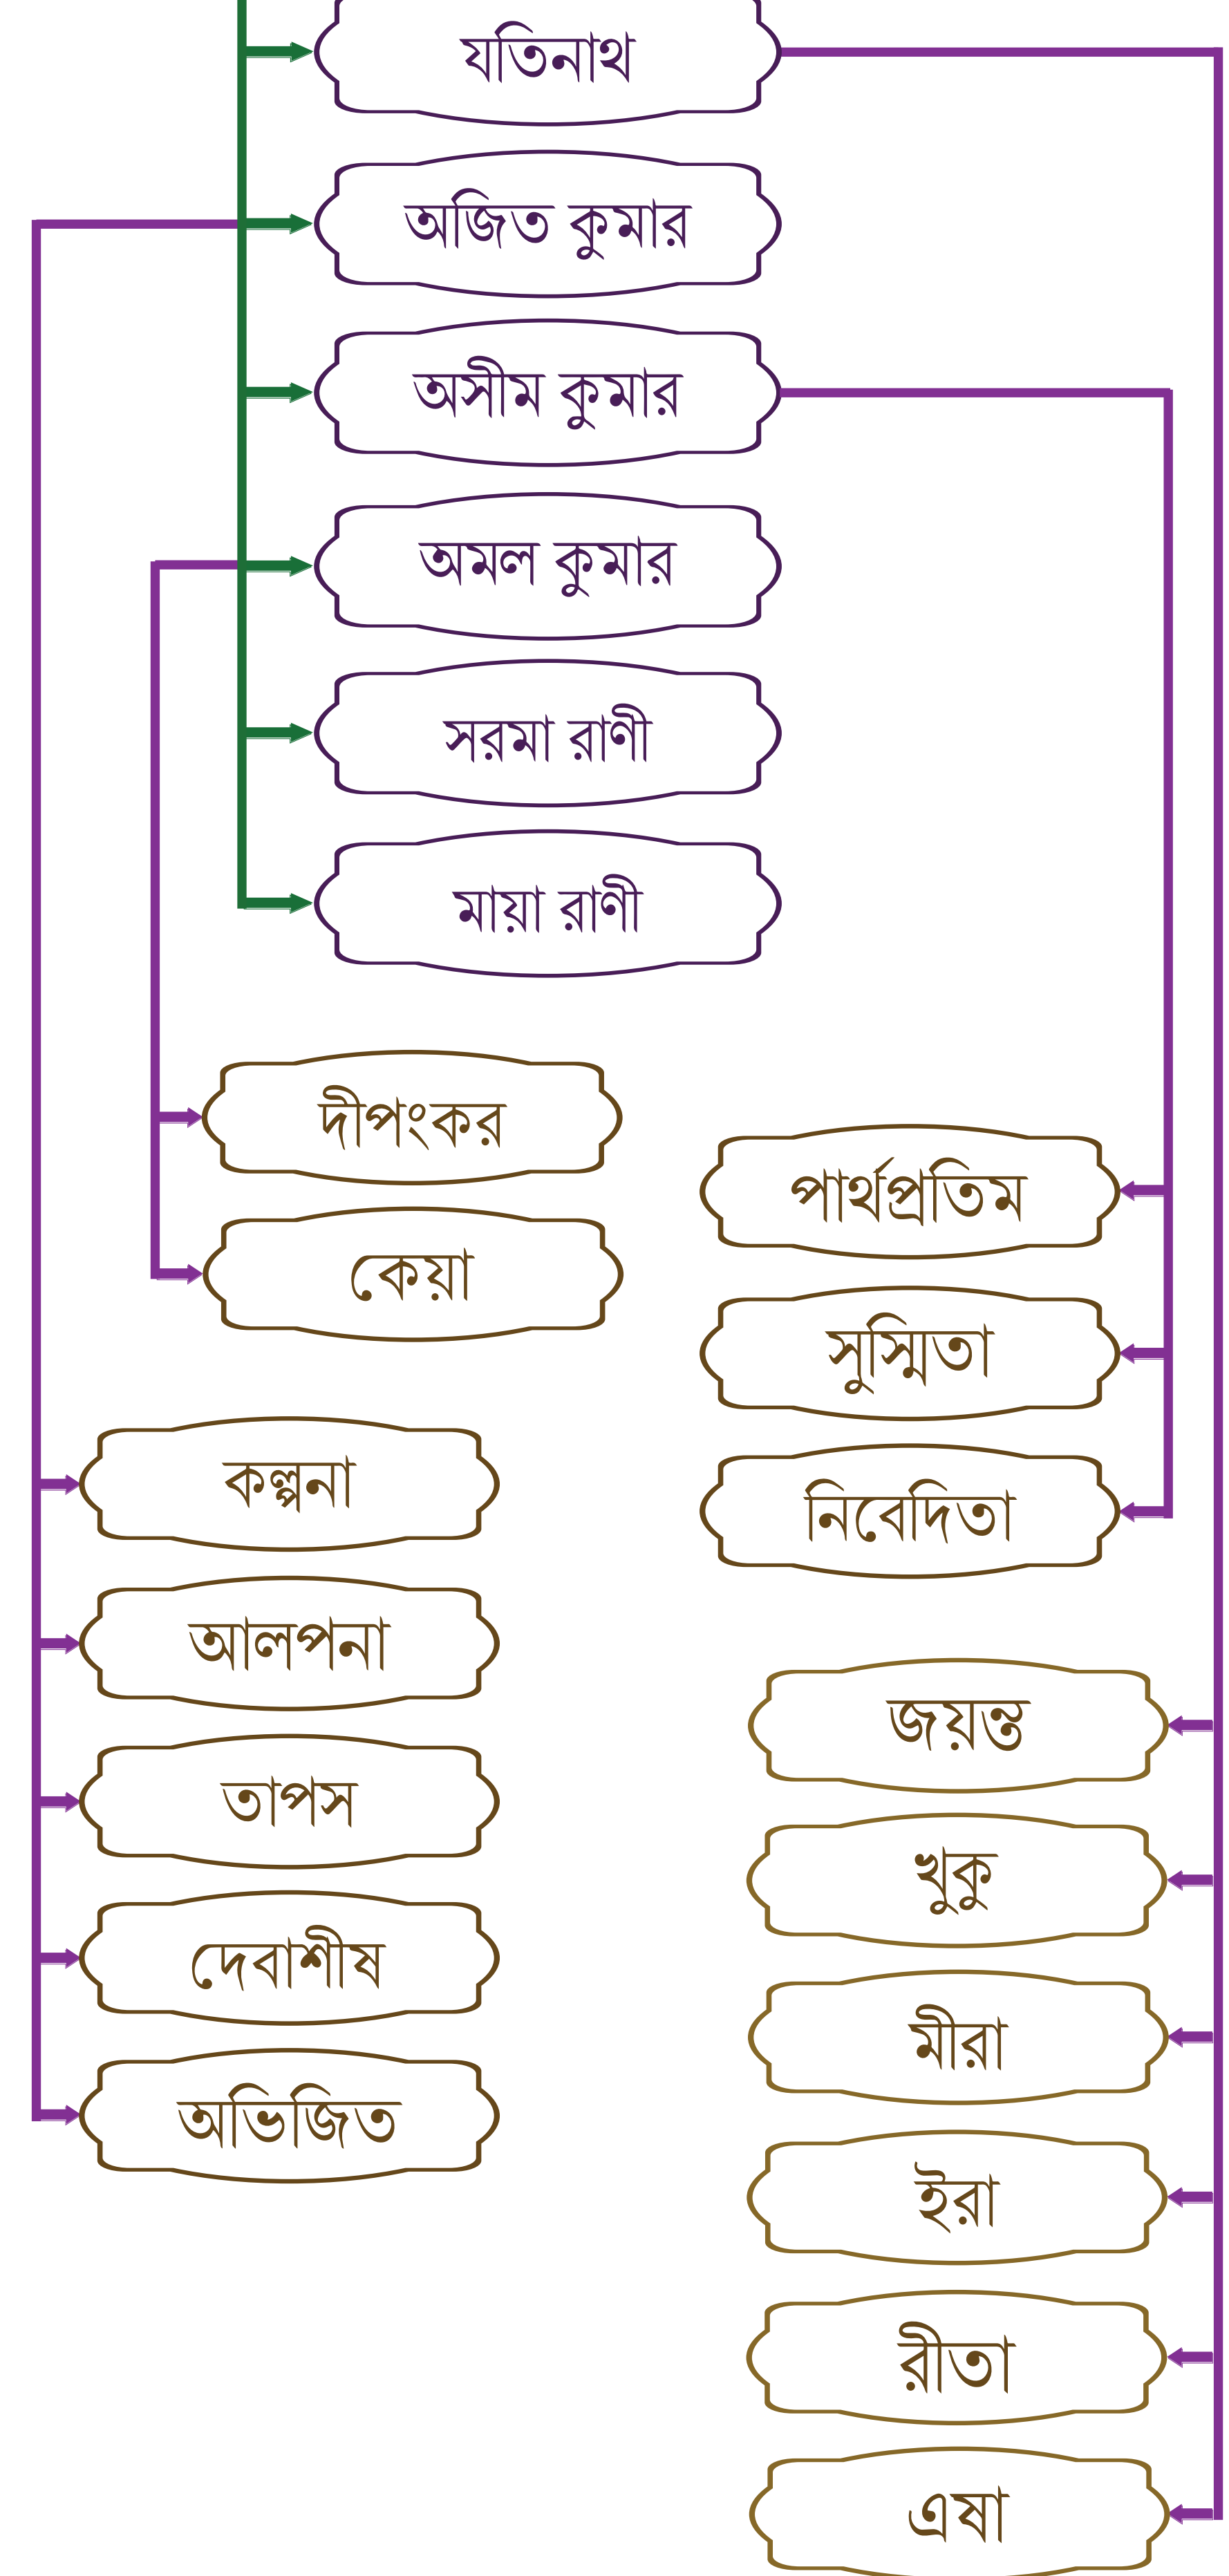 যতিনাথ
অজিত কুমার
অসীম কুমার
অমল কুমার
সরমা রাণী
মায়া রাণী
দীপংকর
কেয়া
পার্থপ্রতিম
সুস্মিতা
নিবেদিতা
কল্পনা
আলপনা
তাপস
দেবাশীষ
অভিজিত
জয়ন্ত
খুকু
মীরা
ইরা
রীতা
এষা